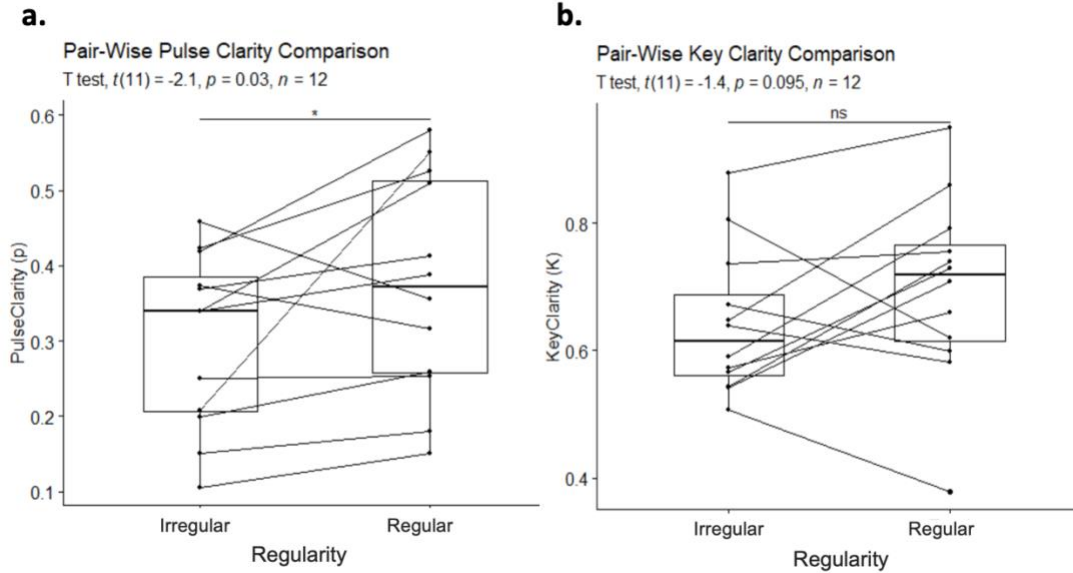 a.
Pair-Wise Pulse Clarity Comparison
T test, t(11) = -2.1, p = 0.03, n = 12
*
0.6
0.5
0.4
0.3
0.2
0.1
PulseClarity (p)
Irregular
Regular
Regularity
b.
Pair-Wise Key Clarity Comparison
T test, t(11) = -1.4, p = 0.095, n = 12
ns
0.8
0.6
0.4
KeyClarity (K)
Irregular
Regular
Regularity